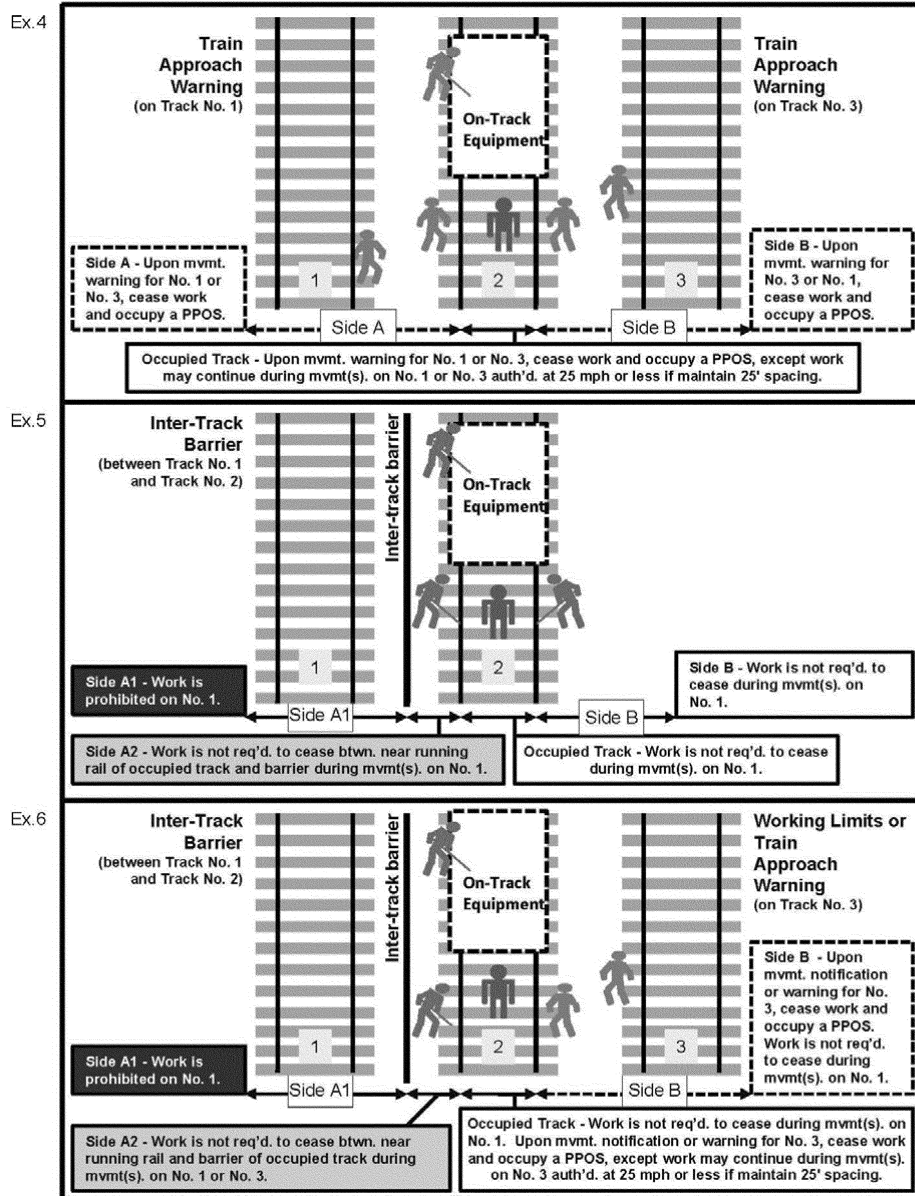 Ex.4
Train
Approach
Warning
(on Track No. 1)
On-Track
Equipment
Train
Approach
Warning
(on Track No. 3)
Side A - Upon mvmt.
warning for No. 1 or
No. 3, cease work
and occupy a PPOS.
1
2
3
Side B - Upon
mvmt. warning for
No. 3 or No. 1,
cease work and
occupy a PPOS.
Side A
Side B
Occupied Track - Upon mvmt. warning for No. 1 or No. 3, cease work and occupy a PPOS, except work
may continue during mvmt(s). on No. 1 or No. 3 auth'd. at 25 mph or less if maintain 25' spacing.
Ex.5
Inter-Track
Barrier
(between Track No. 1
and Track No. 2)
Inter-track barrier
On-Track
Equipment
1
2
Side A1 - Work is
prohibited on No. 1.
Side B - Work is not req'd. to
cease during mvmt(s). on
No. 1.
Side A1
Side B
Side A2 - Work is not req'd. to cease btwn. near running
rail of occupied track and barrier during mvmt(s). on No. 1.
Occupied Track - Work is not req'd. to cease
during mvmt(s). on No. 1.
Ex.6
Inter-Track
Barrier
(between Track No. 1
and Track No. 2)
Inter-track barrier
On-Track
Equipment
Working Limits or
Train
Approach
Warning
(on Track No. 3)
1
2
3
Side A1 - Work is
prohibited on No. 1.
Side B - Upon
mvmt. notification
or warning for No.
3, cease work and
occupy a PPOS.
Work is not req'd.
to cease during
mvmt(s). on No. 1.
Side A1
Side B
Side A2 - Work is not req'd. to cease btwn. near
running rail and barrier of occupied track during
mvmt(s). on No. 1 or No. 3.
Occupied Track - Work is not req'd. to cease during mvmt(s). on
No. 1. Upon mvmt. notification or warning for No. 3, cease work
and occupy a PPOS, except work may continue during mvmt(s).
on No. 3 auth'd. at 25 mph or less if maintain 25' spacing.